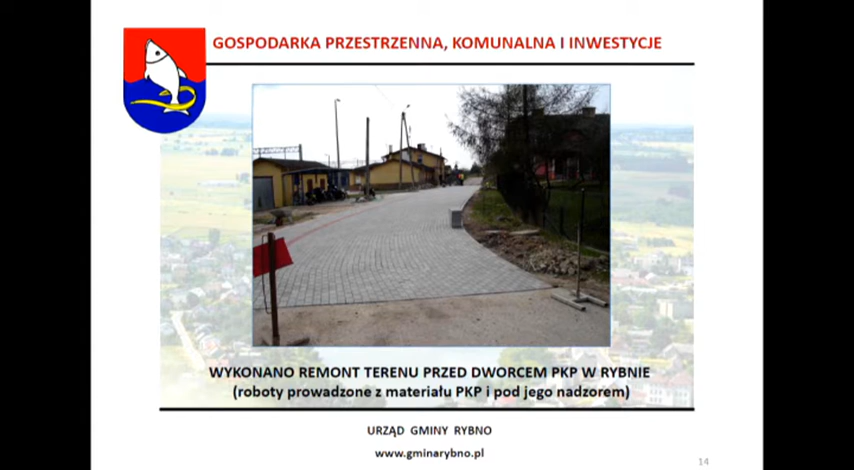 GOSPODARKA PRZESTRZENNA, KOMUNALNA I INWESTYCJE
WYKONANO REMONT TERENU PRZED DWORCEM PKP W RYBNIE
(roboty prowadzone z materiału PKP i pod jego nadzorem)
URZĄD GMINY RYBNO
www.gminarybno.pl
14